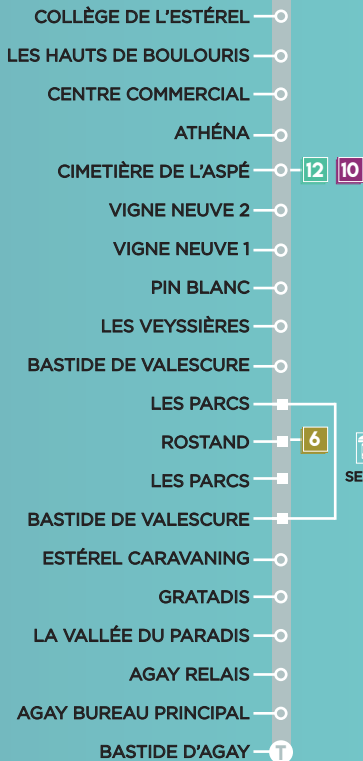 COLLÈGE DE L'ESTÉREL
LES HAUTS DE BOULOURIS
CENTRE COMMERCIAL
ATHÉNA
CIMETIÈRE DE L'ASPÉ 12 10
VIGNE NEUVE 2
VIGNE NEUVE 1
PIN BLANC
LES VEYSSIÈRES
BASTIDE DE VALESCURE
LES PARCS
ROSTAND 6
LES PARCS
SE
BASTIDE DE VALESCURE
ESTÉREL CARAVANING
GRATADIS
LA VALLÉE DU PARADIS
AGAY RELAIS
AGAY BUREAU PRINCIPAL
BASTIDE D'AGAY T